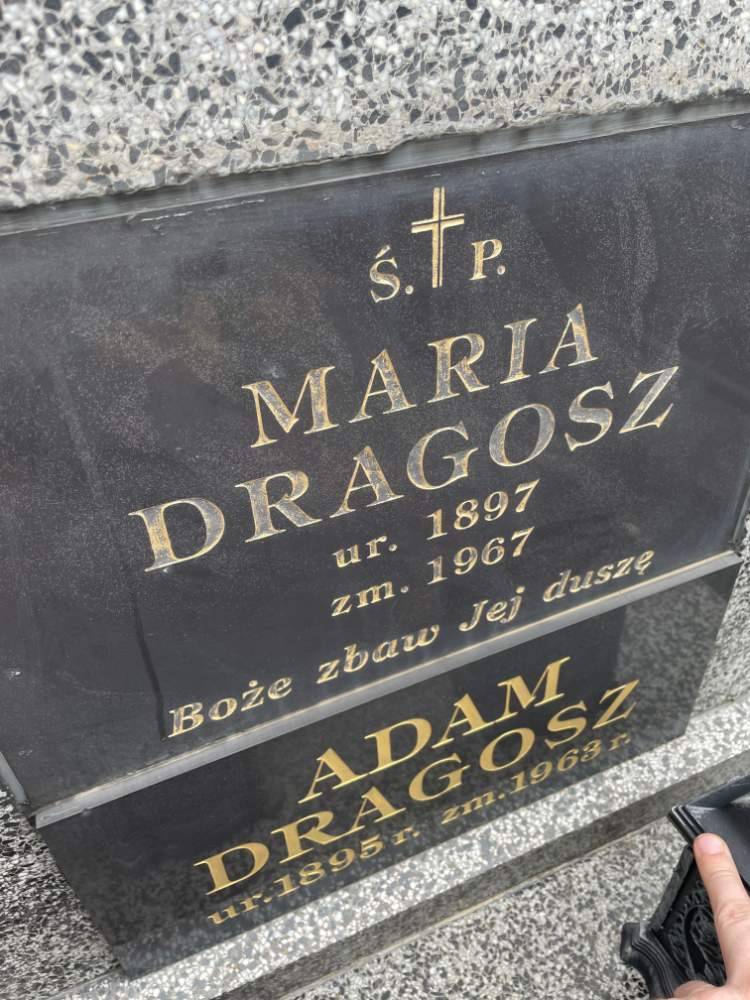 Ś. P.
MARIA
DRAGOSZ
ur. 1897
zm. 1967
Boże zbaw Jej duszę
ADAM
DRAGOSZ
ur. 1895 r. zm. 1963 r.